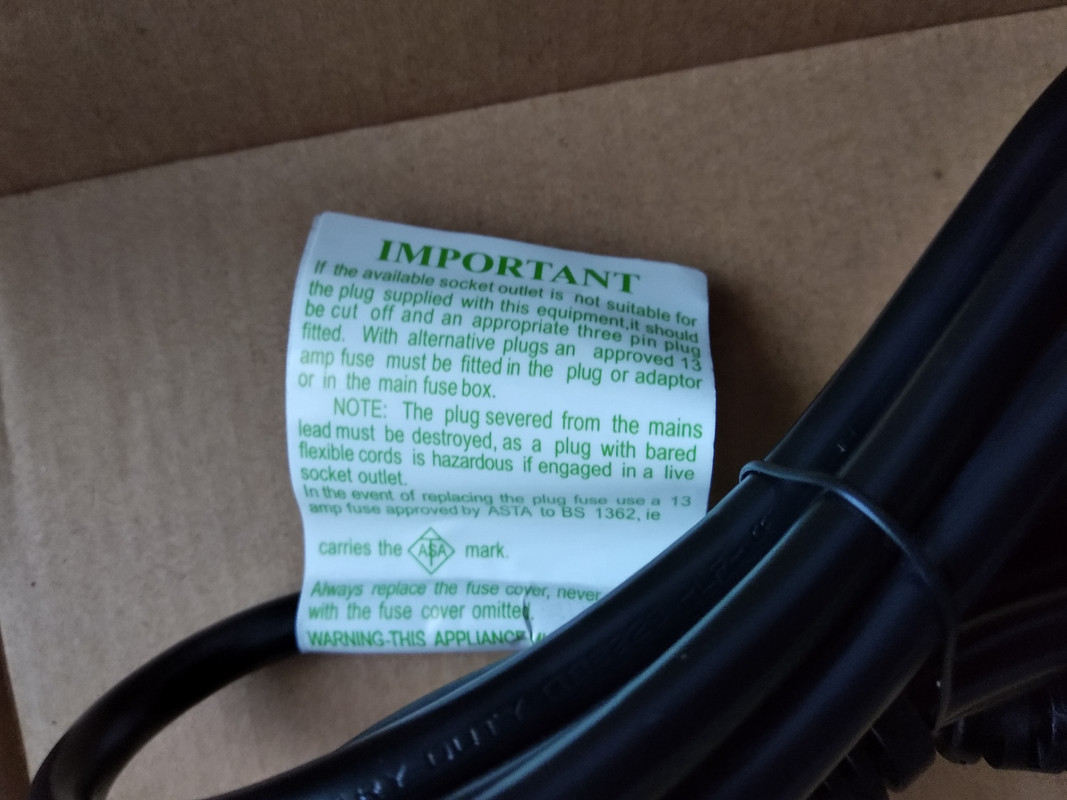 IMPORTANT
If the available socket outlet is not suitable for
the plug supplied with this equipment,it should
be cut off and an appropriate three pin plug
fitted. With alternative plugs an approved 13
amp fuse must be fitted in the plug or adaptor
or in the main fuse box.
NOTE: The plug severed from the mains
lead must be destroyed, as a plug with bared
flexible cords is hazardous if engaged in a live
socket outlet.
In the event of replacing the plug fuse use a 13
amp fuse approved by ASTA to BS 1362, ie
carries the ASA mark.
Always replace the fuse cover, never
with the fuse cover omitted
WARNING-THIS APPLIANCE
DUTY